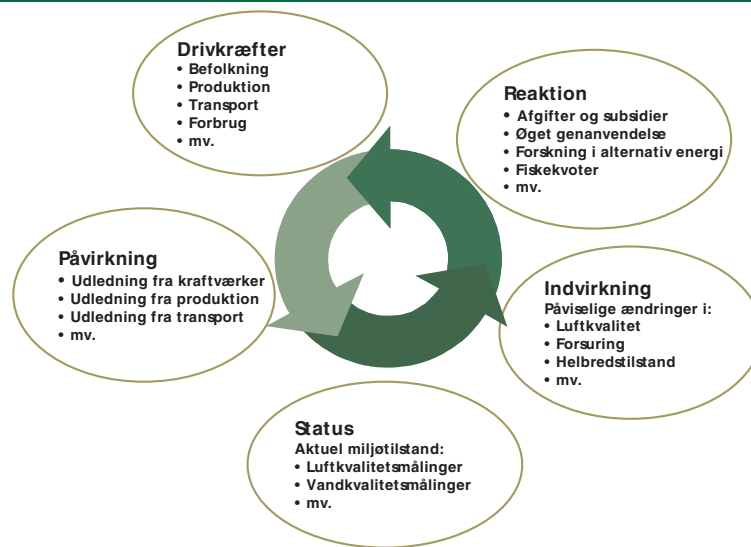 Drivkræfter
• Befolkning
• Produktion
• Transport
• Forbrug
• mv.
Reaktion
• Afgifter og subsidier
• Øget genanvendelse
• Forskning i alternativ energi
• Fiskekvoter
• mv.
Påvirkning
• Udledning fra kraftværker
• Udledning fra produktion
• Udledning fra transport
• mv.
Indvirkning
Påviselige ændringer i:
• Luftkvalitet
• Forsuring
• Helbredstilstand
• mv.
Status
Aktuel miljøtilstand:
• Luftkvalitetsmålinger
• Vandkvalitetsmålinger
• mv.